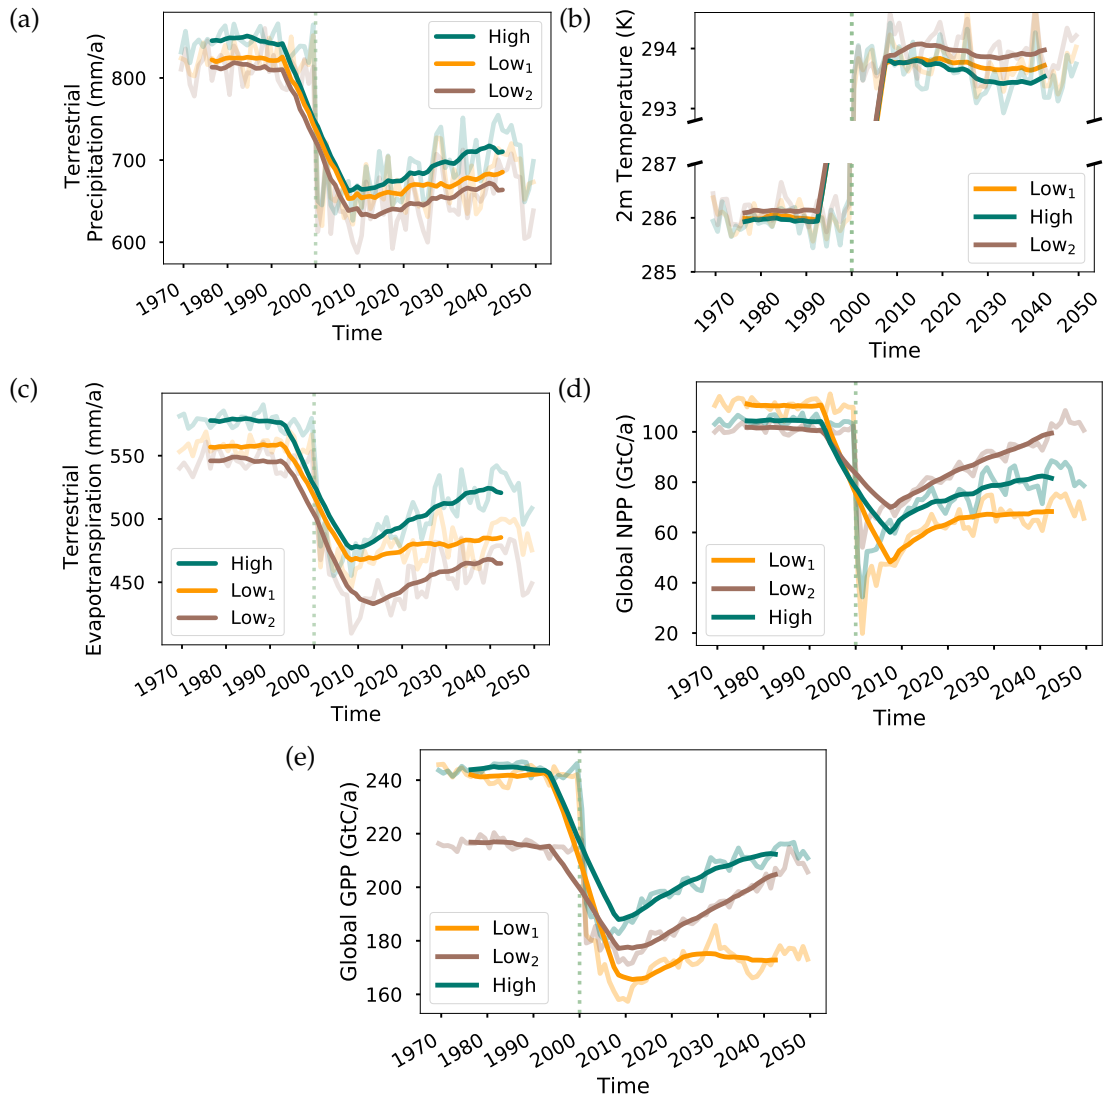 (a)
Terrestrial
Precipitation (mm/a)
800
700
600
High
Low₁
Low₂
1970 1980 1990 2000 2010 2020 2030 2040 2050
Time
(b)
2m Temperature (K)
294
293
287
286
285
Low₁
High
Low₂
1970 1980 1990 2000 2010 2020 2030 2040 2050
Time
(c)
Terrestrial
Evapotranspiration (mm/a)
550
500
450
High
Low₁
Low₂
1970 1980 1990 2000 2010 2020 2030 2040 2050
Time
(d)
Global NPP (GtC/a)
100
80
60
40
20
Low₁
Low₂
High
1970 1980 1990 2000 2010 2020 2030 2040 2050
Time
(e)
Global GPP (GtC/a)
240
220
200
180
160
Low₁
Low₂
High
1970 1980 1990 2000 2010 2020 2030 2040 2050
Time